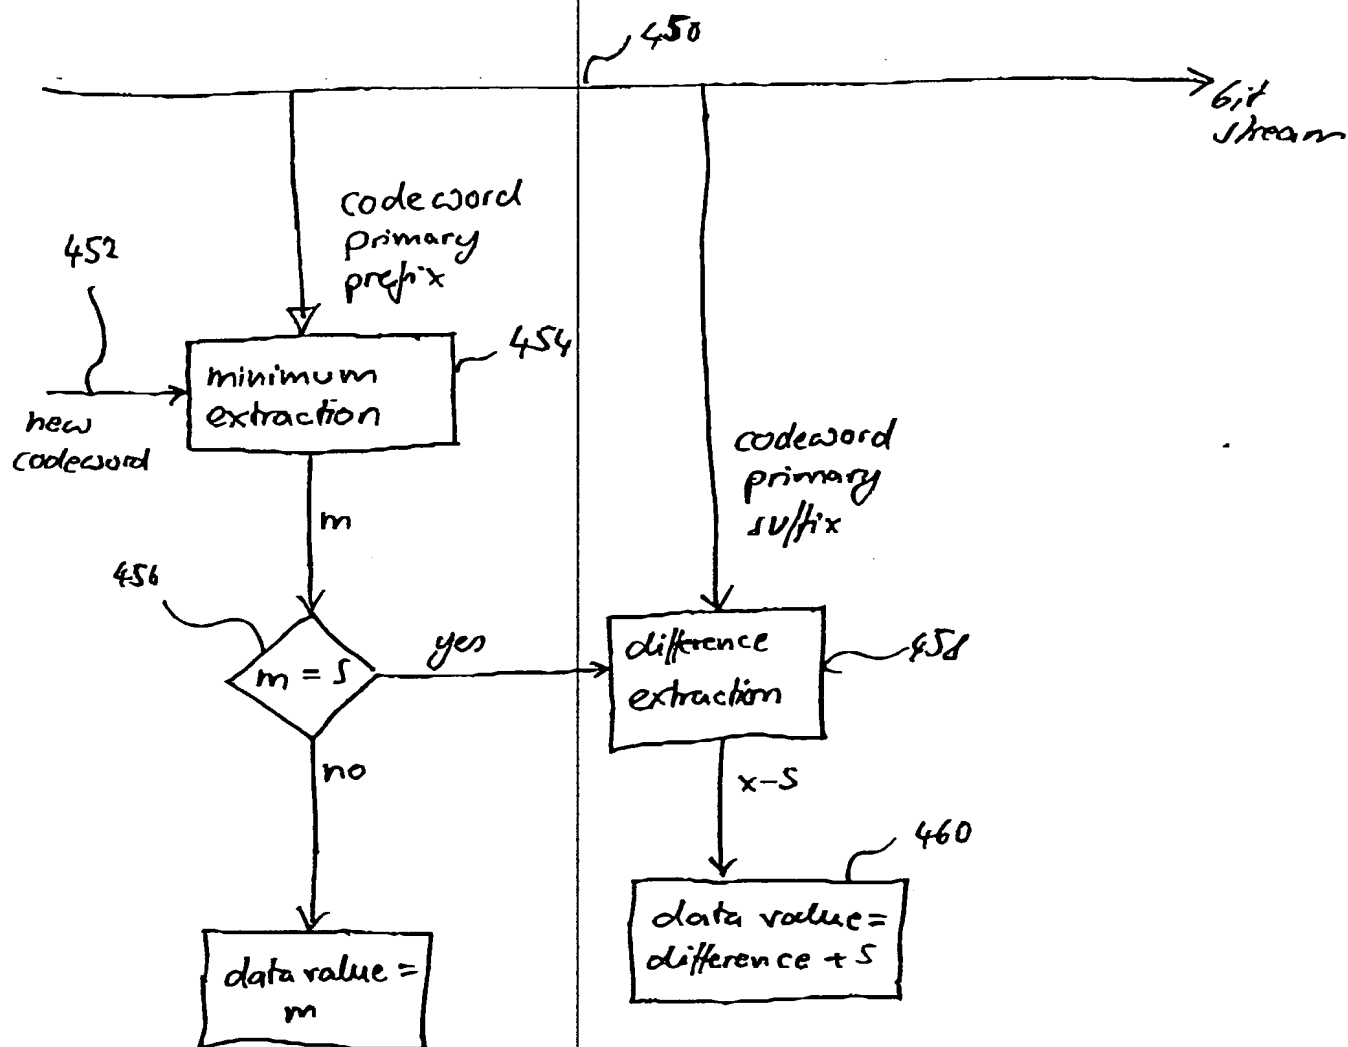 450
bit
stream
codeword
primary
prefix
452
454
minimum
extraction
new
codeword
codeword
primary
suffix
m
456
yes
m = S
difference
extraction
458
no
x-S
460
data value =
difference + S
data value =
m